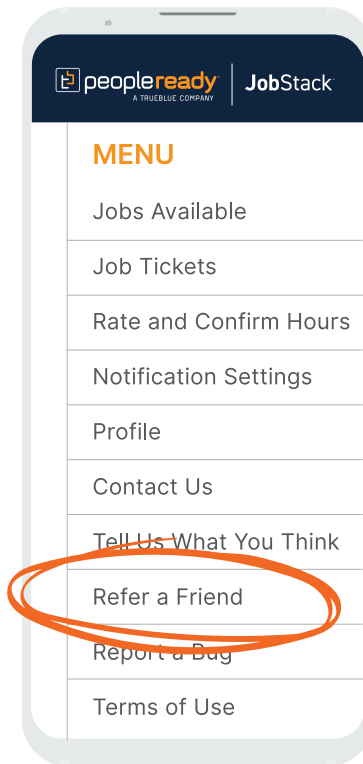 peopleready JobStack
A TRUEBLUE COMPANY
MENU
Jobs Available
Job Tickets
Rate and Confirm Hours
Notification Settings
Profile
Contact Us
Tell Us What You Think
Refer a Friend
Report a Bug
Terms of Use